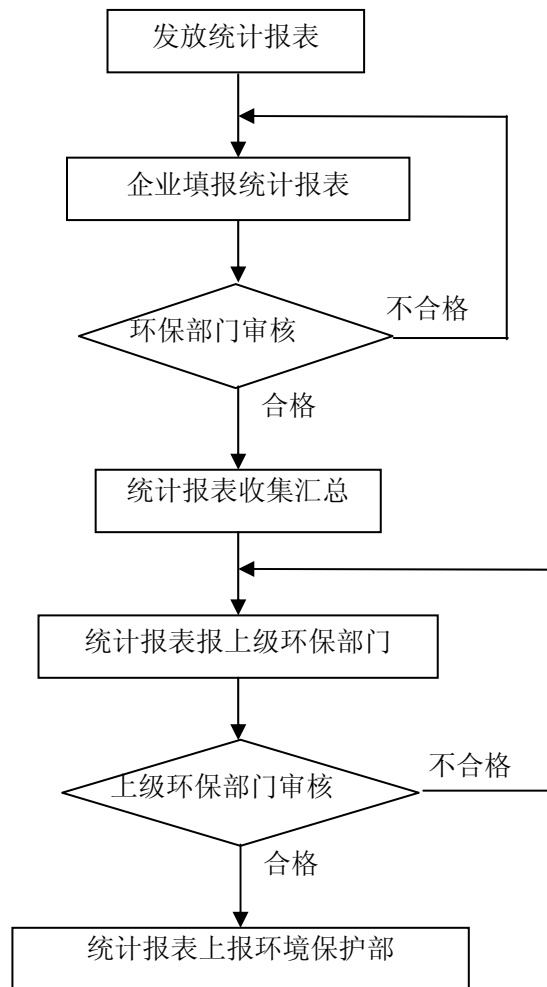 发放统计报表
企业填报统计报表
环保部门审核
不合格
合格
统计报表收集汇总
统计报表报上级环保部门
上级环保部门审核
不合格
合格
统计报表上报环境保护部